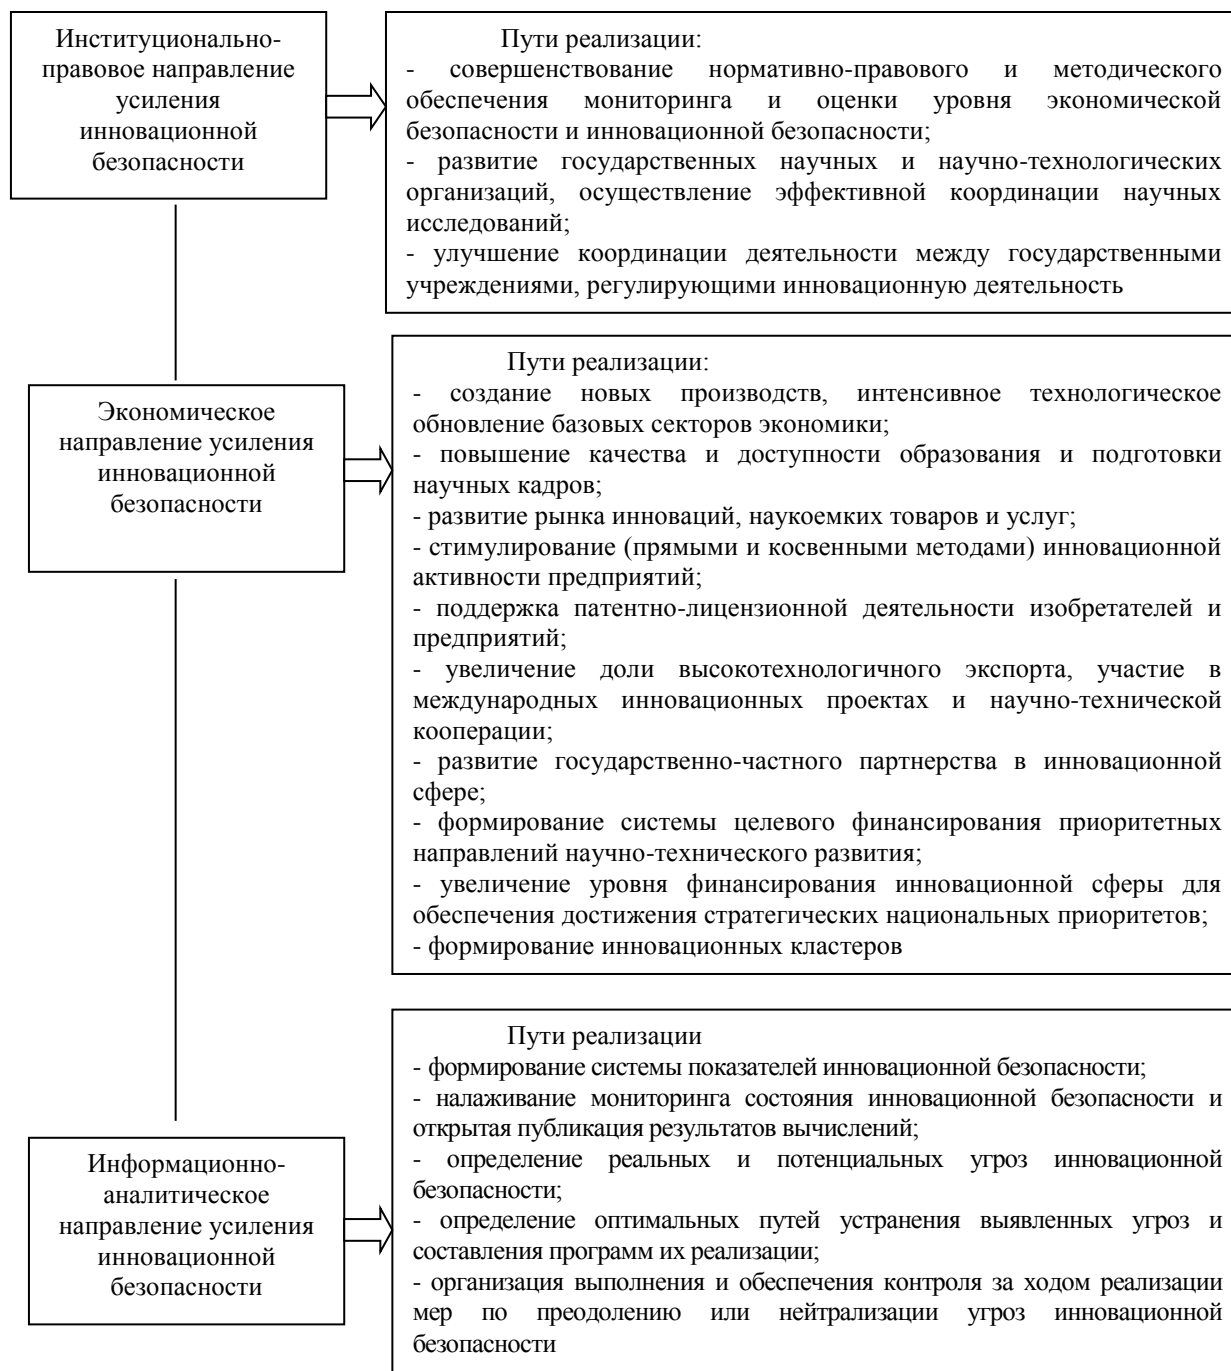 Институционально-
правовое направление
усиления
инновационной
безопасности
Пути реализации:
- совершенствование нормативно-правового и методического
обеспечения мониторинга и оценки уровня экономической
безопасности и инновационной безопасности;
- развитие государственных научных и научно-технологических
организаций, осуществление эффективной координации научных
исследований;
- улучшение координации деятельности между государственными
учреждениями, регулирующими инновационную деятельность
Экономическое
направление усиления
инновационной
безопасности
Пути реализации:
- создание новых производств, интенсивное технологическое
обновление базовых секторов экономики;
- повышение качества и доступности образования и подготовки
научных кадров;
- развитие рынка инноваций, наукоемких товаров и услуг;
- стимулирование (прямыми и косвенными методами) инновационной
активности предприятий;
- поддержка патентно-лицензионной деятельности изобретателей и
предприятий;
- увеличение доли высокотехнологичного экспорта, участие в
международных инновационных проектах и научно-технической
кооперации;
- развитие государственно-частного партнерства в инновационной
сфере;
- формирование системы целевого финансирования приоритетных
направлений научно-технического развития;
- увеличение уровня финансирования инновационной сферы для
обеспечения достижения стратегических национальных приоритетов;
- формирование инновационных кластеров
Информационно-
аналитическое
направление усиления
инновационной
безопасности
Пути реализации
- формирование системы показателей инновационной безопасности;
- налаживание мониторинга состояния инновационной безопасности и
открытая публикация результатов вычислений;
- определение реальных и потенциальных угроз инновационной
безопасности;
- определение оптимальных путей устранения выявленных угроз и
составления программ их реализации;
- организация выполнения и обеспечения контроля за ходом реализации
мер по преодолению или нейтрализации угроз инновационной
безопасности